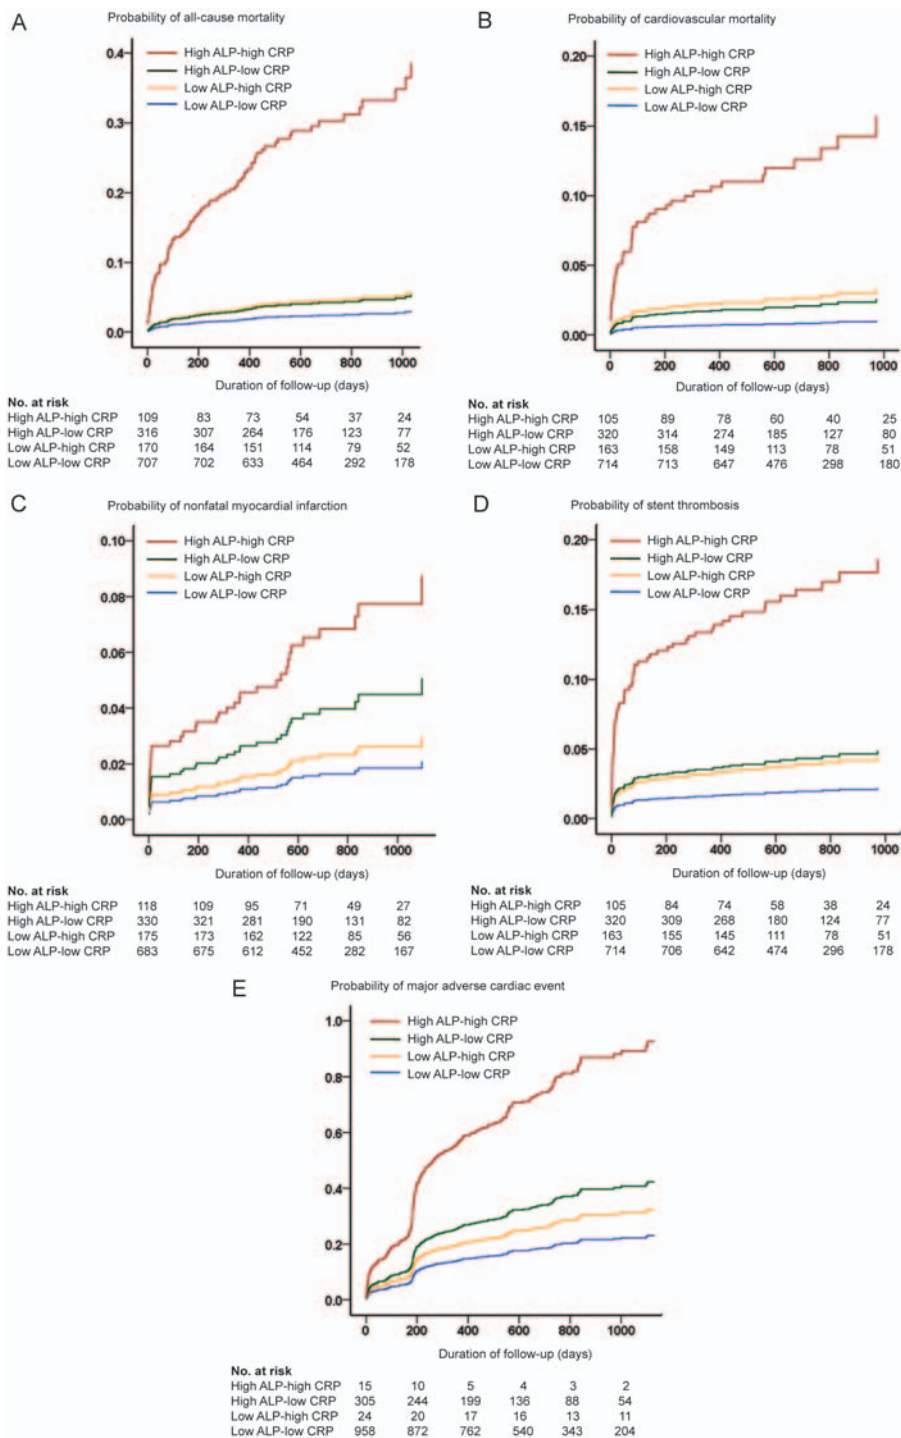 A
Probability of all-cause mortality
High ALP-high CRP
High ALP-low CRP
Low ALP-high CRP
Low ALP-low CRP
0.4
0.3
0.2
0.1
0.0
0 200 400 600 800 1000
Duration of follow-up (days)
No. at risk
High ALP-high CRP 109 83 73 54 37 24
High ALP-low CRP 316 307 264 176 123 77
Low ALP-high CRP 170 164 151 114 79 52
Low ALP-low CRP 707 702 633 464 292 178
B
Probability of cardiovascular mortality
High ALP-high CRP
High ALP-low CRP
Low ALP-high CRP
Low ALP-low CRP
0.20
0.15
0.10
0.05
0.00
0 200 400 600 800 1000
Duration of follow-up (days)
No. at risk
High ALP-high CRP 105 89 78 60 40 25
High ALP-low CRP 320 314 274 185 127 80
Low ALP-high CRP 163 158 149 113 78 51
Low ALP-low CRP 714 713 647 476 298 180
C
Probability of nonfatal myocardial infarction
High ALP-high CRP
High ALP-low CRP
Low ALP-high CRP
Low ALP-low CRP
0.10
0.08
0.06
0.04
0.02
0.00
0 200 400 600 800 1000
Duration of follow-up (days)
No. at risk
High ALP-high CRP 118 109 95 71 49 27
High ALP-low CRP 330 321 281 190 131 82
Low ALP-high CRP 175 173 162 122 85 56
Low ALP-low CRP 683 675 612 452 282 167
D
Probability of stent thrombosis
High ALP-high CRP
High ALP-low CRP
Low ALP-high CRP
Low ALP-low CRP
0.20
0.15
0.10
0.05
0.00
0 200 400 600 800 1000
Duration of follow-up (days)
No. at risk
High ALP-high CRP 105 84 74 58 38 24
High ALP-low CRP 320 309 268 180 124 77
Low ALP-high CRP 163 155 145 111 78 51
Low ALP-low CRP 714 706 642 474 296 178
E
Probability of major adverse cardiac event
High ALP-high CRP
High ALP-low CRP
Low ALP-high CRP
Low ALP-low CRP
1.0
0.8
0.6
0.4
0.2
0.0
0 200 400 600 800 1000
Duration of follow-up (days)
No. at risk
High ALP-high CRP 15 10 5 4 3 2
High ALP-low CRP 305 244 199 136 88 54
Low ALP-high CRP 24 20 17 16 13 11
Low ALP-low CRP 958 872 762 540 343 204